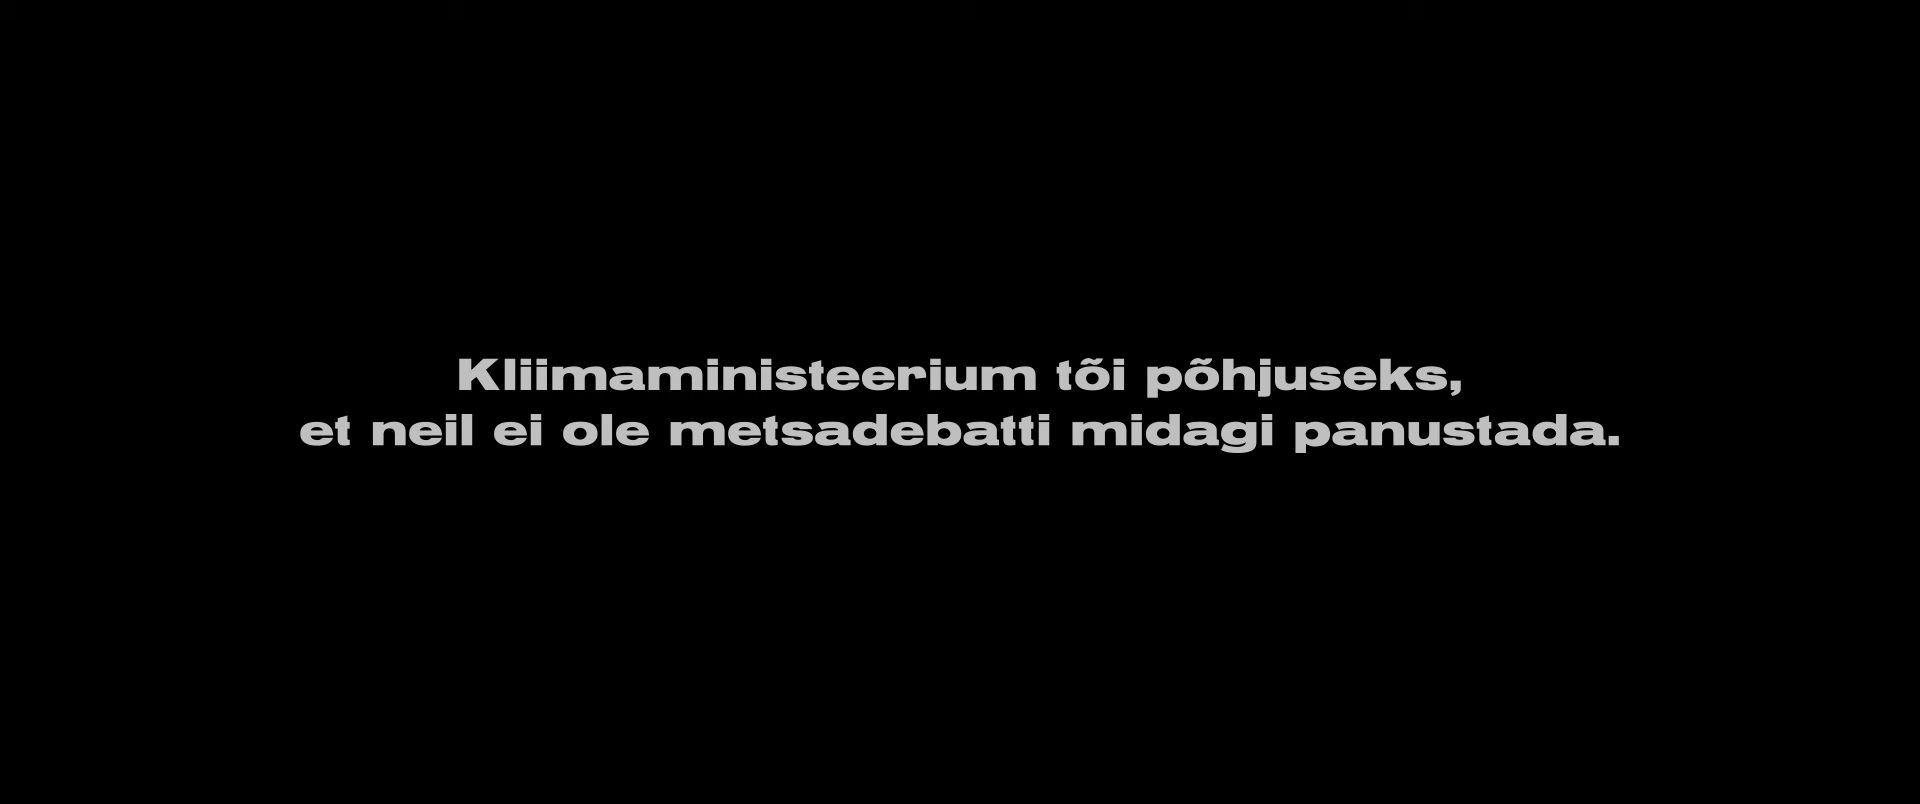 Kliimaministeerium tõi põhjuseks,
et neil ei ole metsadebatti midagi panustada.